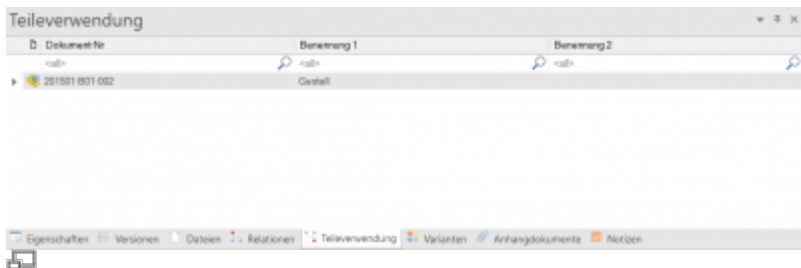 Teileverwendung
Dokument-Nr Benennung 1 Benennung 2
<all> <all> <all>
201501-B01-002 Gestell
Eigenschaften Versionen Dateien Relationen Teileverwendung Varianten Anhangdokumente Notizen